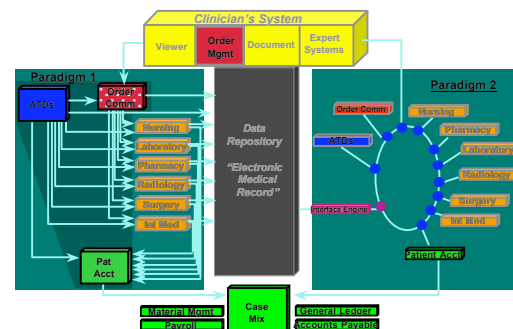 Clinician's System
Viewer
Order
Mgmt
Document
Expert
Systems
Paradigm 1
Paradigm 2
ATDs
Order
Comm
Nursing
Laboratory
Pharmacy
Radiology
Surgery
Int Med
Pat
Acct
Data
Repository
"Electronic
Medical
Record"
Order Comm
ATDs
Interface Engine
Nursing
Pharmacy
Laboratory
Radiology
Surgery
Int Med
Patient Acct
Material Mgmt
Payroll
Case
Mix
General Ledger
Accounts Payable